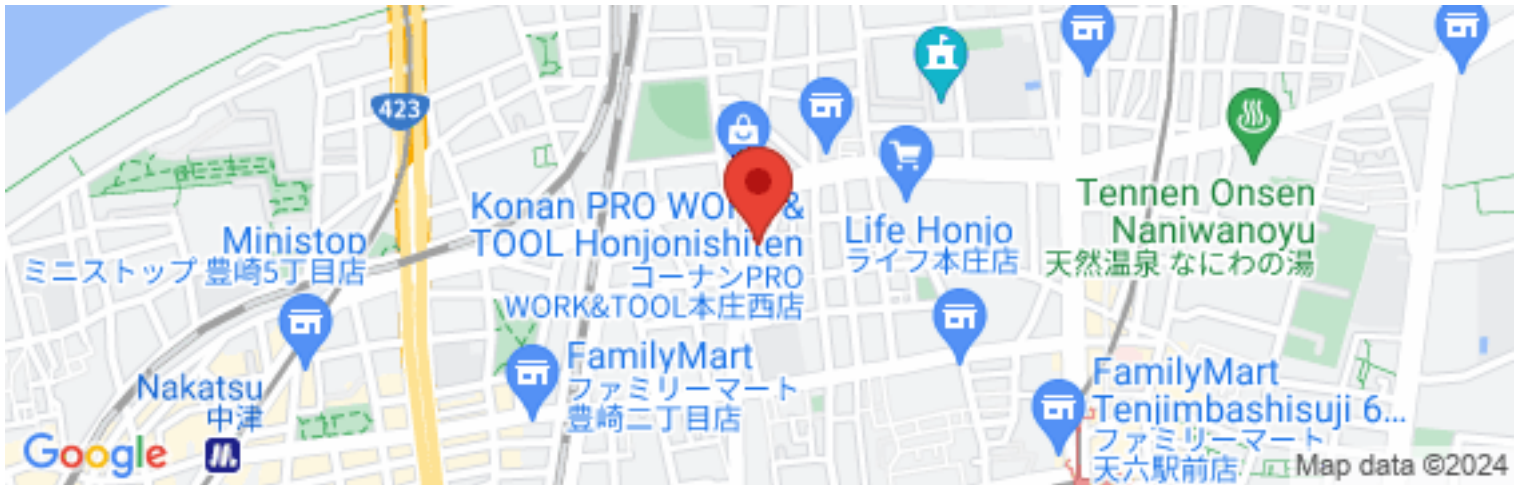 423
Konan PRO WORK &
TOOL Honjonishiten
コーナンPRO
WORK&TOOL本庄西店
Life Honjo
ライフ本庄店
Tennen Onsen
Naniwanoyu
天然温泉 なにわの湯
Ministop
ミニストップ 豊崎5丁目店
FamilyMart
ファミリーマート
豊崎二丁目店
FamilyMart
Tenjimbashisuji 6...
ファミリーマート
天六駅前店
Nakatsu
中津
Google
Map data ©2024